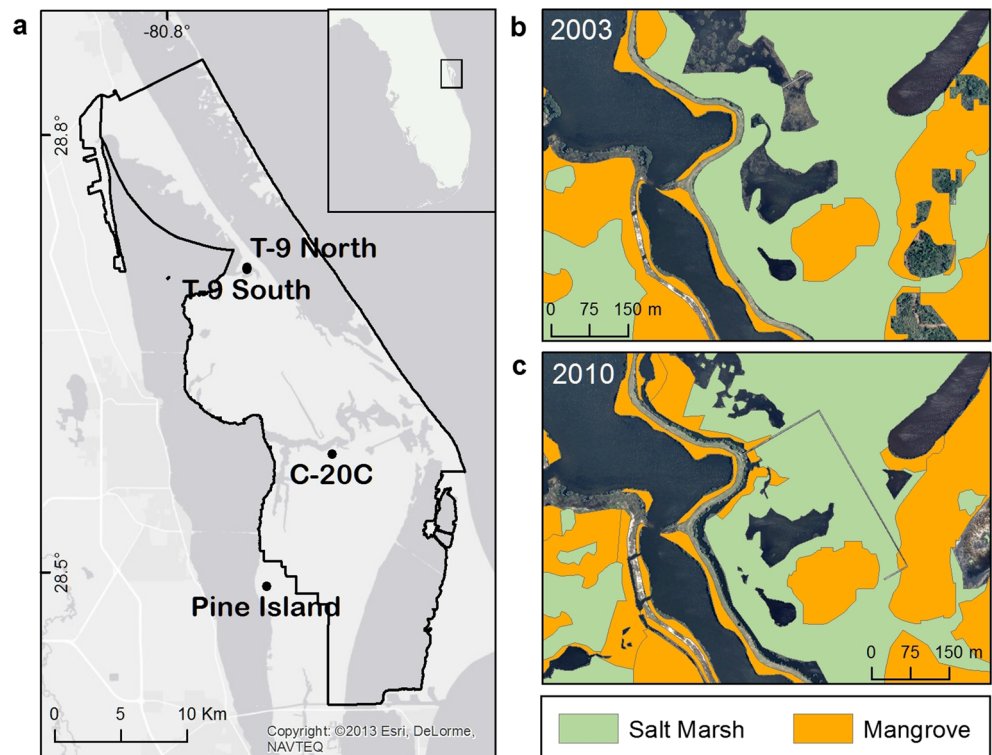 a
-80.8°
28.8°
T-9 North
T-9 South
C-20C
28.5°
Pine Island
0 5 10 Km
Copyright: ©2013 Esri, DeLorme,
NAVTEQ
b
2003
0 75 150 m
c
2010
0 75 150 m
Salt Marsh Mangrove